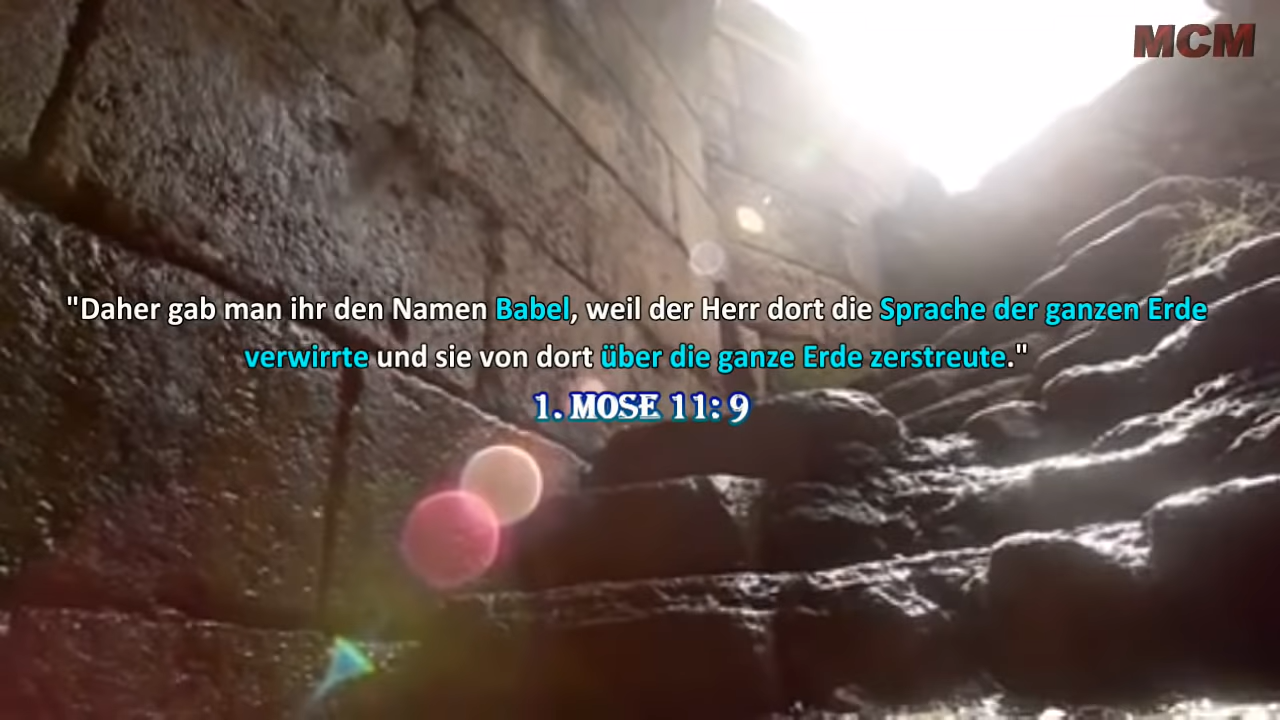 MCM
"Daher gab man ihr den Namen Babel, weil der Herr dort die Sprache der ganzen Erde
verwirrte und sie von dort über die ganze Erde zerstreute."
1. MOSE 11: 9